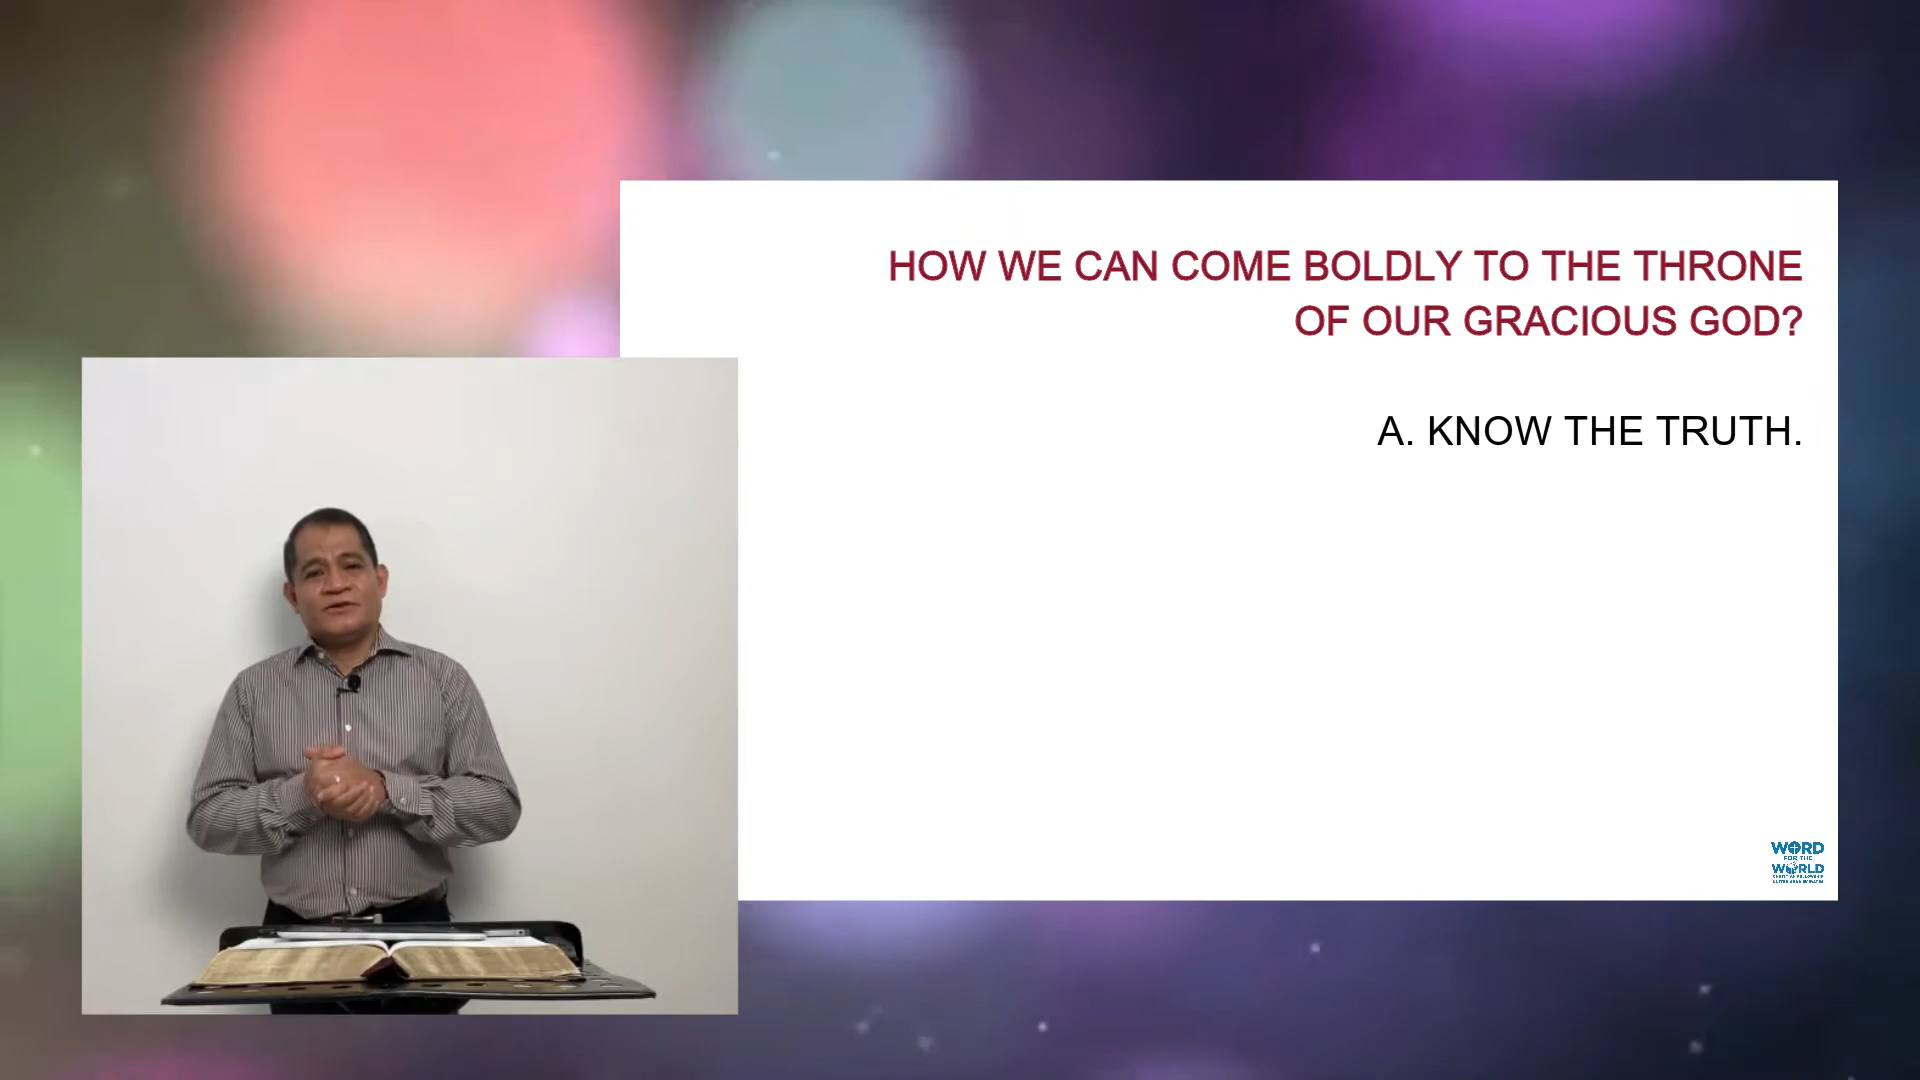 HOW WE CAN COME BOLDLY TO THE THRONE
OF OUR GRACIOUS GOD?
A. KNOW THE TRUTH.
WORD
FOR THE
WORLD